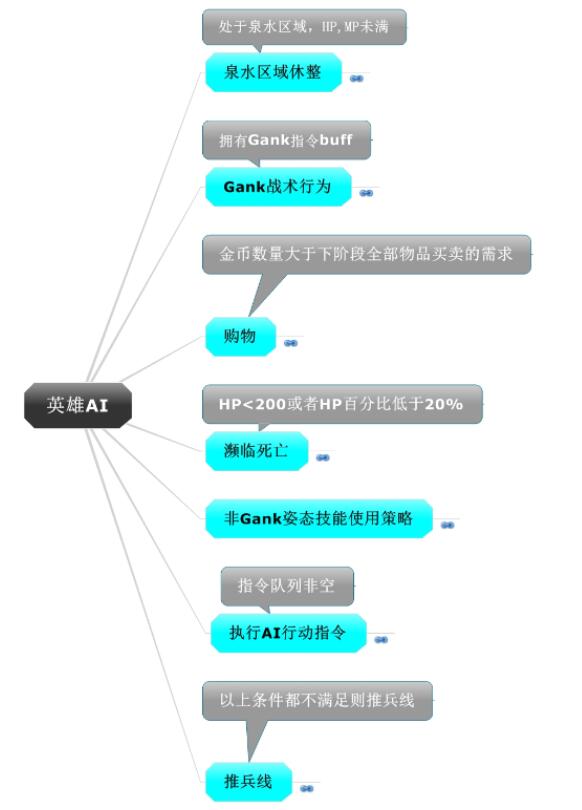 处于泉水区域，HP,MP未满
泉水区域休整
拥有Gank指令buff
Gank战术行为
金币数量大于下阶段全部物品买卖的需求
购物
英雄AI
HP<200或者HP百分比低于20%
濒临死亡
非Gank姿态技能使用策略
指令队列非空
执行AI行动指令
以上条件都不满足则推兵线
推兵线